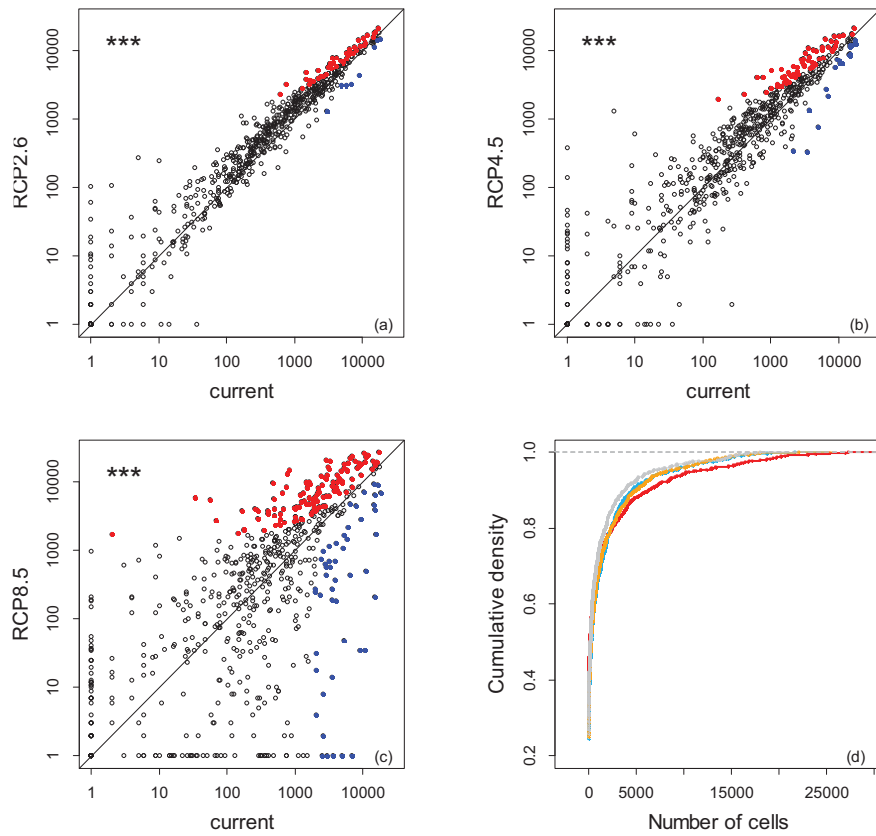 ***
RCP2.6
10000
1000
100
10
1
(a)
1 10 100 1000 10000
current
***
RCP4.5
10000
1000
100
10
1
(b)
1 10 100 1000 10000
current
***
RCP8.5
10000
1000
100
10
1
(c)
1 10 100 1000 10000
current
Cumulative density
1.0
0.8
0.6
0.4
0.2
(d)
0 5000 15000 25000
Number of cells